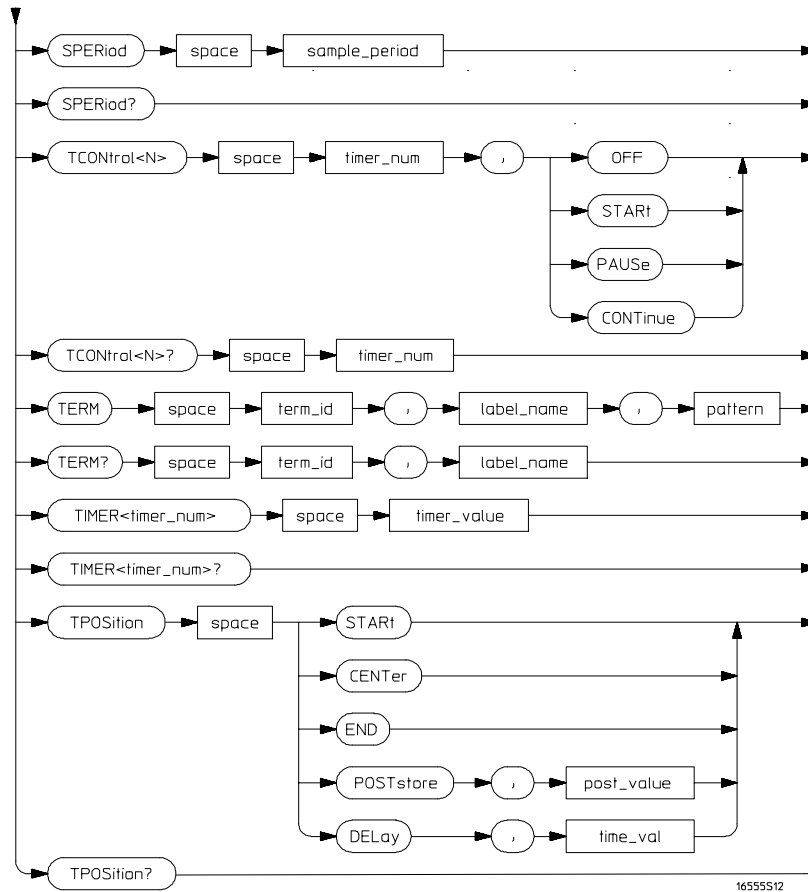 SPERiod space sample_period
SPERiod?
TCONtrol<N> space timer_num , OFF
STARt
PAUSe
CONTinue
TCONtrol<N>? space timer_num
TERM space term_id , label_name , pattern
TERM? space term_id , label_name
TIMER<timer_num> space timer_value
TIMER<timer_num>?
TPOSition space STARt
CENTer
END
POSTstore , post_value
DELay , time_val
TPOSition?
16555S12